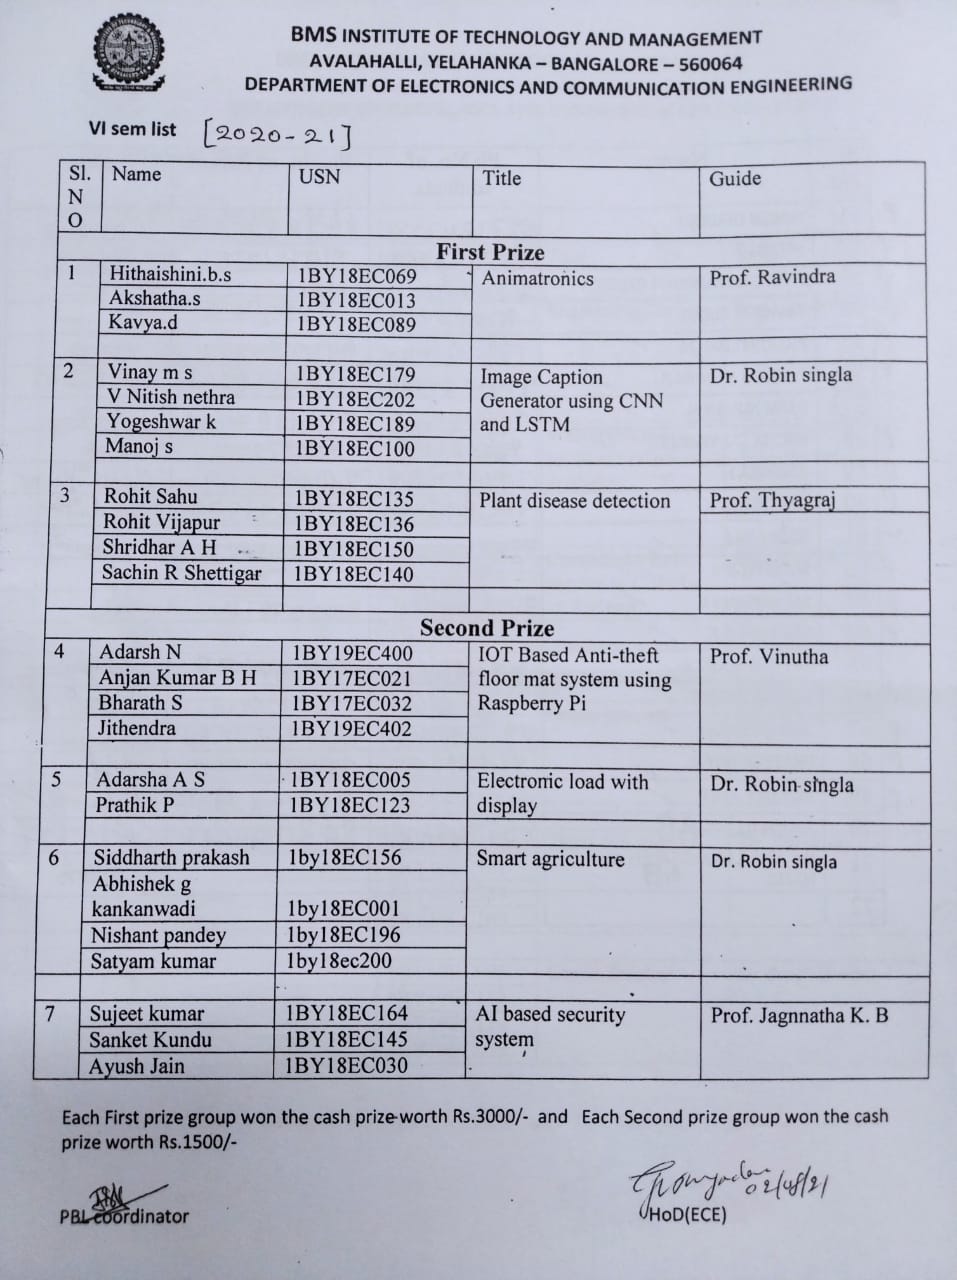 BMS INSTITUTE OF TECHNOLOGY AND MANAGEMENT
AVALAHALLI, YELAHANKA – BANGALORE – 560064
DEPARTMENT OF ELECTRONICS AND COMMUNICATION ENGINEERING
VI sem list [2020-21]
Sl. NO Name USN Title Guide
First Prize
1 Hithaishini.b.s 1BY18EC069 Animatronics Prof. Ravindra
Akshatha.s 1BY18EC013
Kavya.d 1BY18EC089
2 Vinay m s 1BY18EC179 Image Caption Dr. Robin singla
V Nitish nethra 1BY18EC202 Generator using CNN
Yogeshwar k 1BY18EC189 and LSTM
Manoj s 1BY18EC100
3 Rohit Sahu 1BY18EC135 Plant disease detection Prof. Thyagraj
Rohit Vijapur 1BY18EC136
Shridhar A H 1BY18EC150
Sachin R Shettigar 1BY18EC140
Second Prize
4 Adarsh N 1BY19EC400 IOT Based Anti-theft Prof. Vinutha
Anjan Kumar B H 1BY17EC021 floor mat system using
Bharath S 1BY17EC032 Raspberry Pi
Jithendra 1BY19EC402
5 Adarsha A S 1BY18EC005 Electronic load with Dr. Robin singla
Prathik P 1BY18EC123 display
6 Siddharth prakash 1by18EC156 Smart agriculture Dr. Robin singla
Abhishek g
kankanwadi 1by18EC001
Nishant pandey 1by18EC196
Satyam kumar 1by18ec200
7 Sujeet kumar 1BY18EC164 AI based security Prof. Jagnnatha K. B
Sanket Kundu 1BY18EC145 system
Ayush Jain 1BY18EC030
Each First prize group won the cash prize worth Rs.3000/- and Each Second prize group won the cash
prize worth Rs.1500/-
PBL coordinator
HoD(ECE)